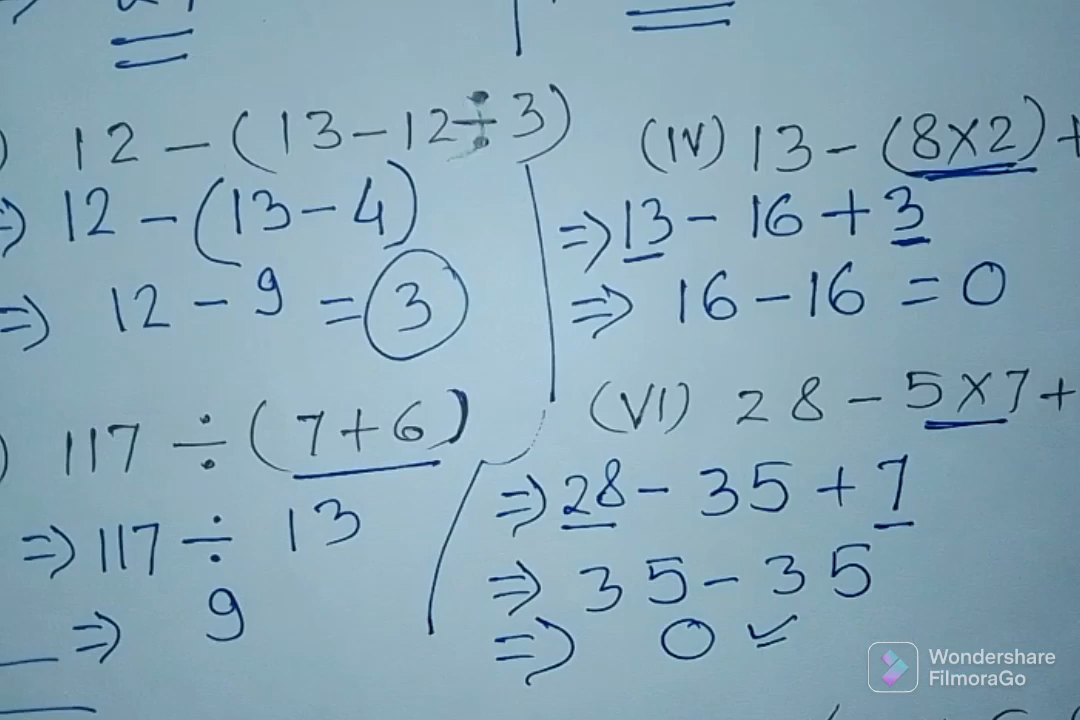 ) 12 - (13 - 12 ÷ 3)
⇒ 12 - (13 - 4)
⇒ 12 - 9 = 3
(IV) 13 - (8 × 2) +
⇒ 13 - 16 + 3
⇒ 16 - 16 = 0
) 117 ÷ (7 + 6)
⇒ 117 ÷ 13
⇒ 9
(VI) 28 - 5 × 7 +
⇒ 28 - 35 + 7
⇒ 35 - 35
⇒ 0 ✓
Wondershare
FilmoraGo